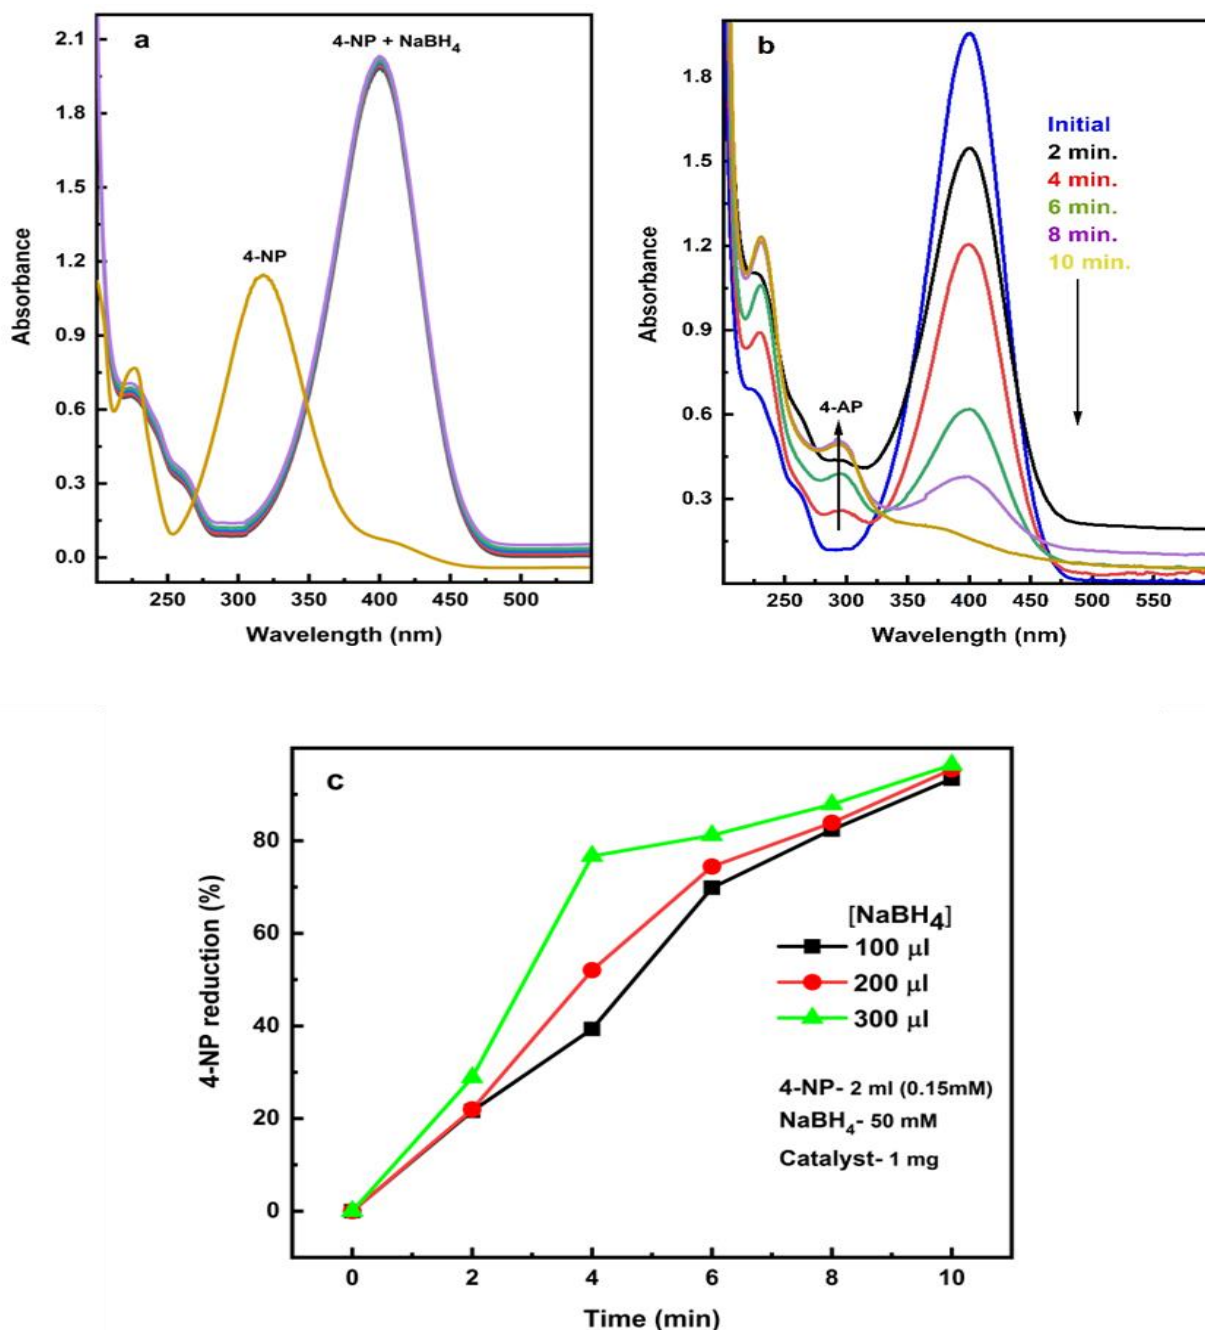 a
4-NP + NaBH4
4-NP
2.1
1.8
1.5
1.2
0.9
0.6
0.3
0.0
Absorbance
250 300 350 400 450 500
Wavelength (nm)
b
Initial
2 min.
4 min.
6 min.
8 min.
10 min.
4-AP
1.8
1.5
1.2
0.9
0.6
0.3
Absorbance
250 300 350 400 450 500 550
Wavelength (nm)
c
80
60
40
20
0
4-NP reduction (%)
[NaBH4]
100 μl
200 μl
300 μl
4-NP- 2 ml (0.15mM)
NaBH4- 50 mM
Catalyst- 1 mg
0 2 4 6 8 10
Time (min)